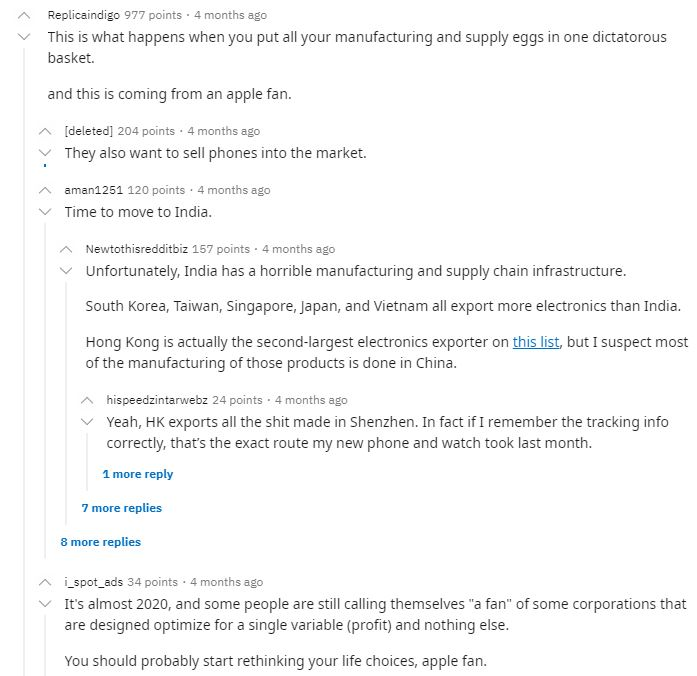 Replicaindigo 977 points · 4 months ago
This is what happens when you put all your manufacturing and supply eggs in one dictatorous
basket.
and this is coming from an apple fan.
[deleted] 204 points · 4 months ago
They also want to sell phones into the market.
aman1251 120 points · 4 months ago
Time to move to India.
Newtothisredditbiz 157 points · 4 months ago
Unfortunately, India has a horrible manufacturing and supply chain infrastructure.
South Korea, Taiwan, Singapore, Japan, and Vietnam all export more electronics than India.
Hong Kong is actually the second-largest electronics exporter on this list, but I suspect most
of the manufacturing of those products is done in China.
hispeedzintarwebz 24 points · 4 months ago
Yeah, HK exports all the shit made in Shenzhen. In fact if I remember the tracking info
correctly, that's the exact route my new phone and watch took last month.
1 more reply
7 more replies
8 more replies
i_spot_ads 34 points · 4 months ago
It's almost 2020, and some people are still calling themselves "a fan" of some corporations that
are designed optimize for a single variable (profit) and nothing else.
You should probably start rethinking your life choices, apple fan.